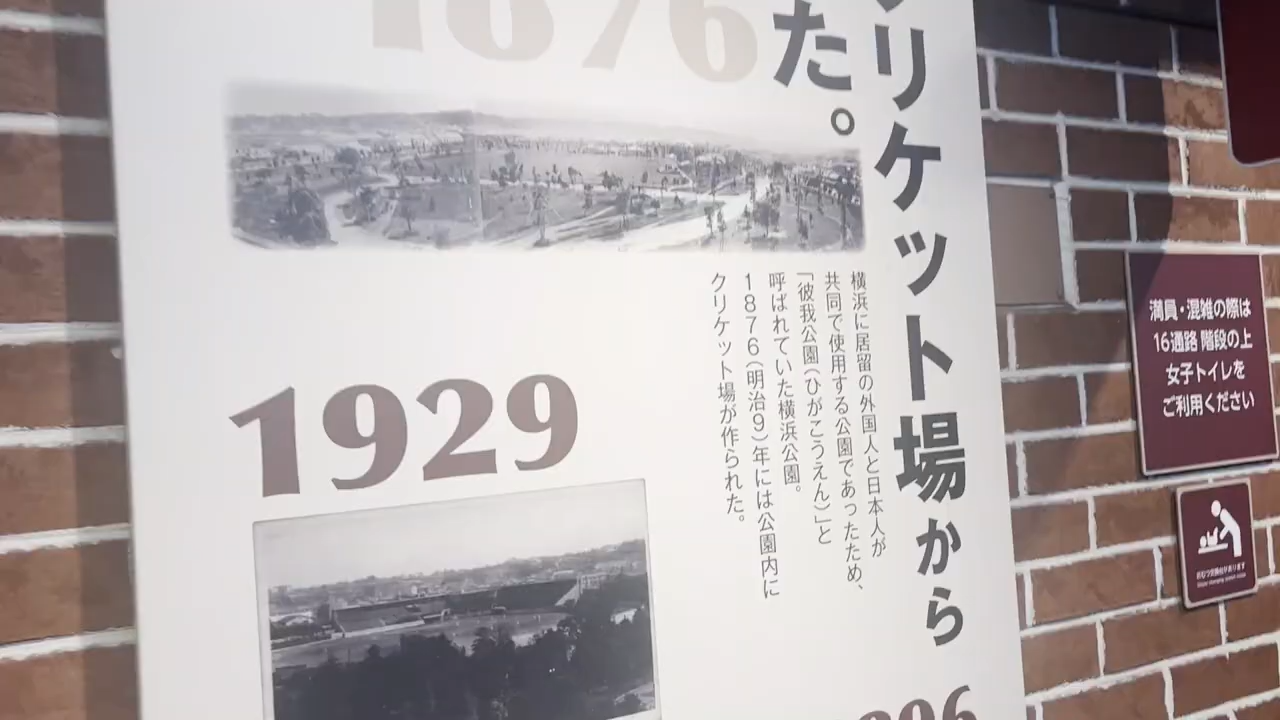 1876
クリケット場から
た。
横浜に居留の外国人と日本人が
共同で使用する公園であったため、
「彼我公園(ひがこうえん)」と
呼ばれていた横浜公園。
1876(明治9)年には公園内に
クリケット場が作られた。
1929
満員・混雑の際は
16通路 階段の上
女子トイレを
ご利用ください